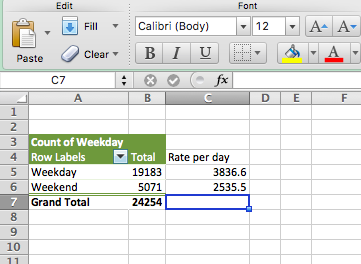 Edit Font
Fill Calibri (Body) 12 A A
Paste Clear B I U A
C7 fx
A B C D E F
1
2
3 Count of Weekday
4 Row Labels Total Rate per day
5 Weekday 19183 3836.6
6 Weekend 5071 2535.5
7 Grand Total 24254
8
9
10
11